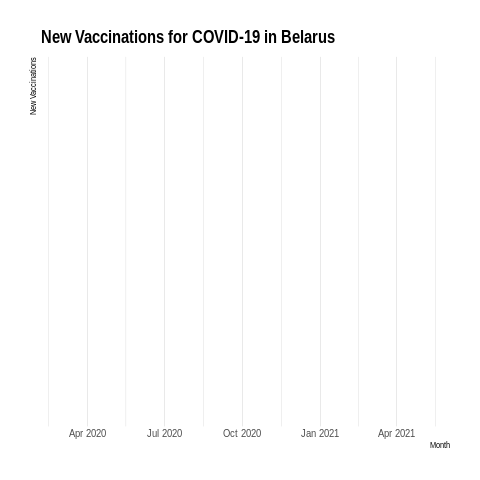 New Vaccinations for COVID-19 in Belarus
New Vaccinations
Apr 2020 Jul 2020 Oct 2020 Jan 2021 Apr 2021
Month